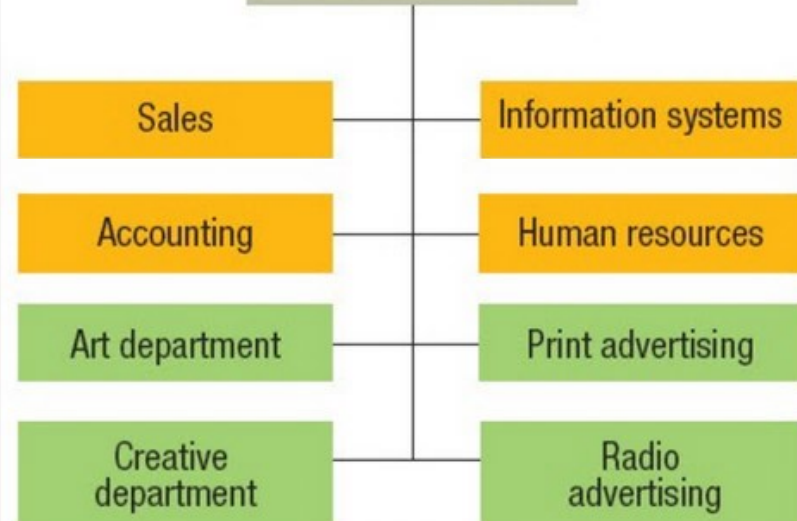 Sales
Information systems
Accounting
Human resources
Art department
Print advertising
Creative
department
Radio
advertising